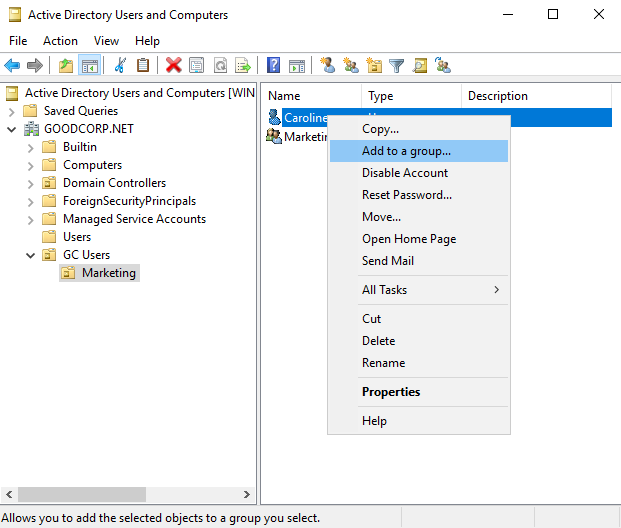 Active Directory Users and Computers
File Action View Help
Active Directory Users and Computers [WIN
Saved Queries
GOODCORP.NET
Builtin
Computers
Domain Controllers
ForeignSecurityPrincipals
Managed Service Accounts
Users
GC Users
Marketing
Name Type Description
Caroline
Copy...
Add to a group...
Disable Account
Reset Password...
Move...
Open Home Page
Send Mail
All Tasks
Cut
Delete
Rename
Properties
Help
Allows you to add the selected objects to a group you select.